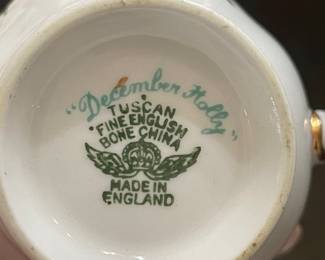 "December Holly"
TUSCAN
FINE ENGLISH
BONE CHINA
MADE IN
ENGLAND